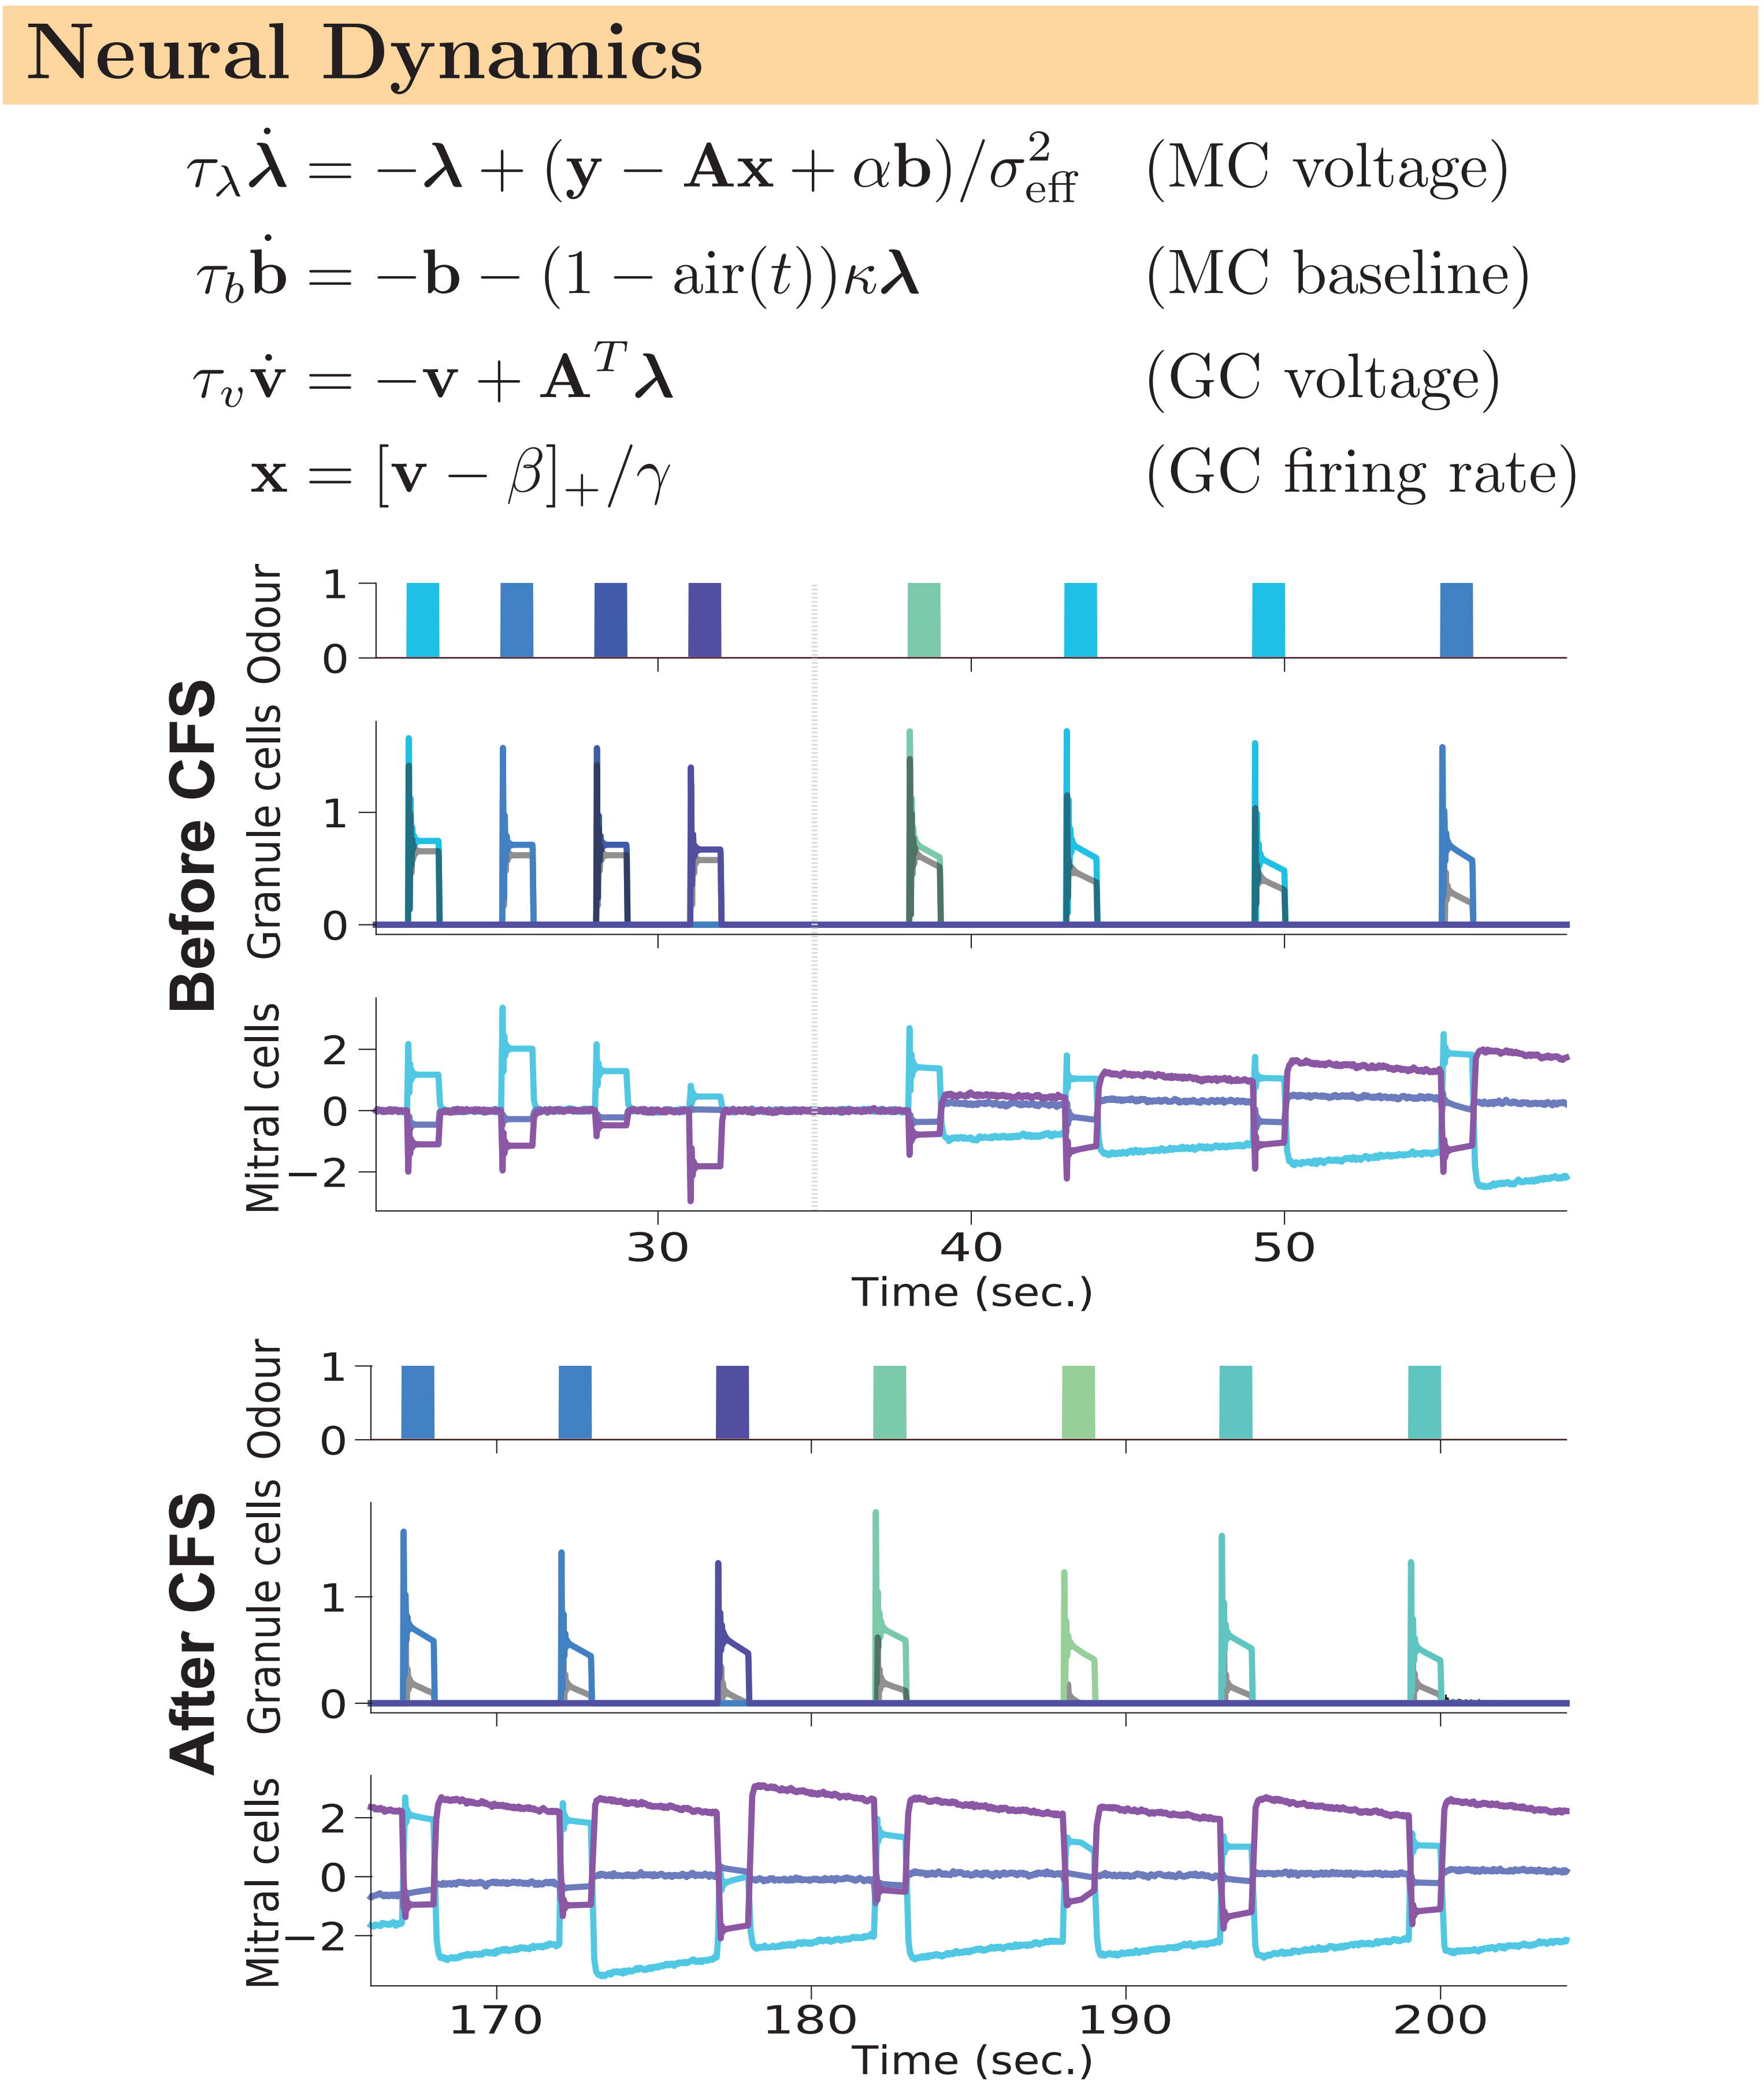 Neural Dynamics
τ_λ λ̇ = −λ + (y − Ax + αb)/σ²_eff (MC voltage)
τ_b ḃ = −b − (1 − air(t))κλ (MC baseline)
τ_v v̇ = −v + A^T λ (GC voltage)
x = [v − β]₊/γ (GC firing rate)
Before CFS
Odour
1
0
Granule cells
1
0
Mitral cells
2
0
−2
30 40 50
Time (sec.)
After CFS
Odour
1
0
Granule cells
1
0
Mitral cells
2
0
−2
170 180 190 200
Time (sec.)